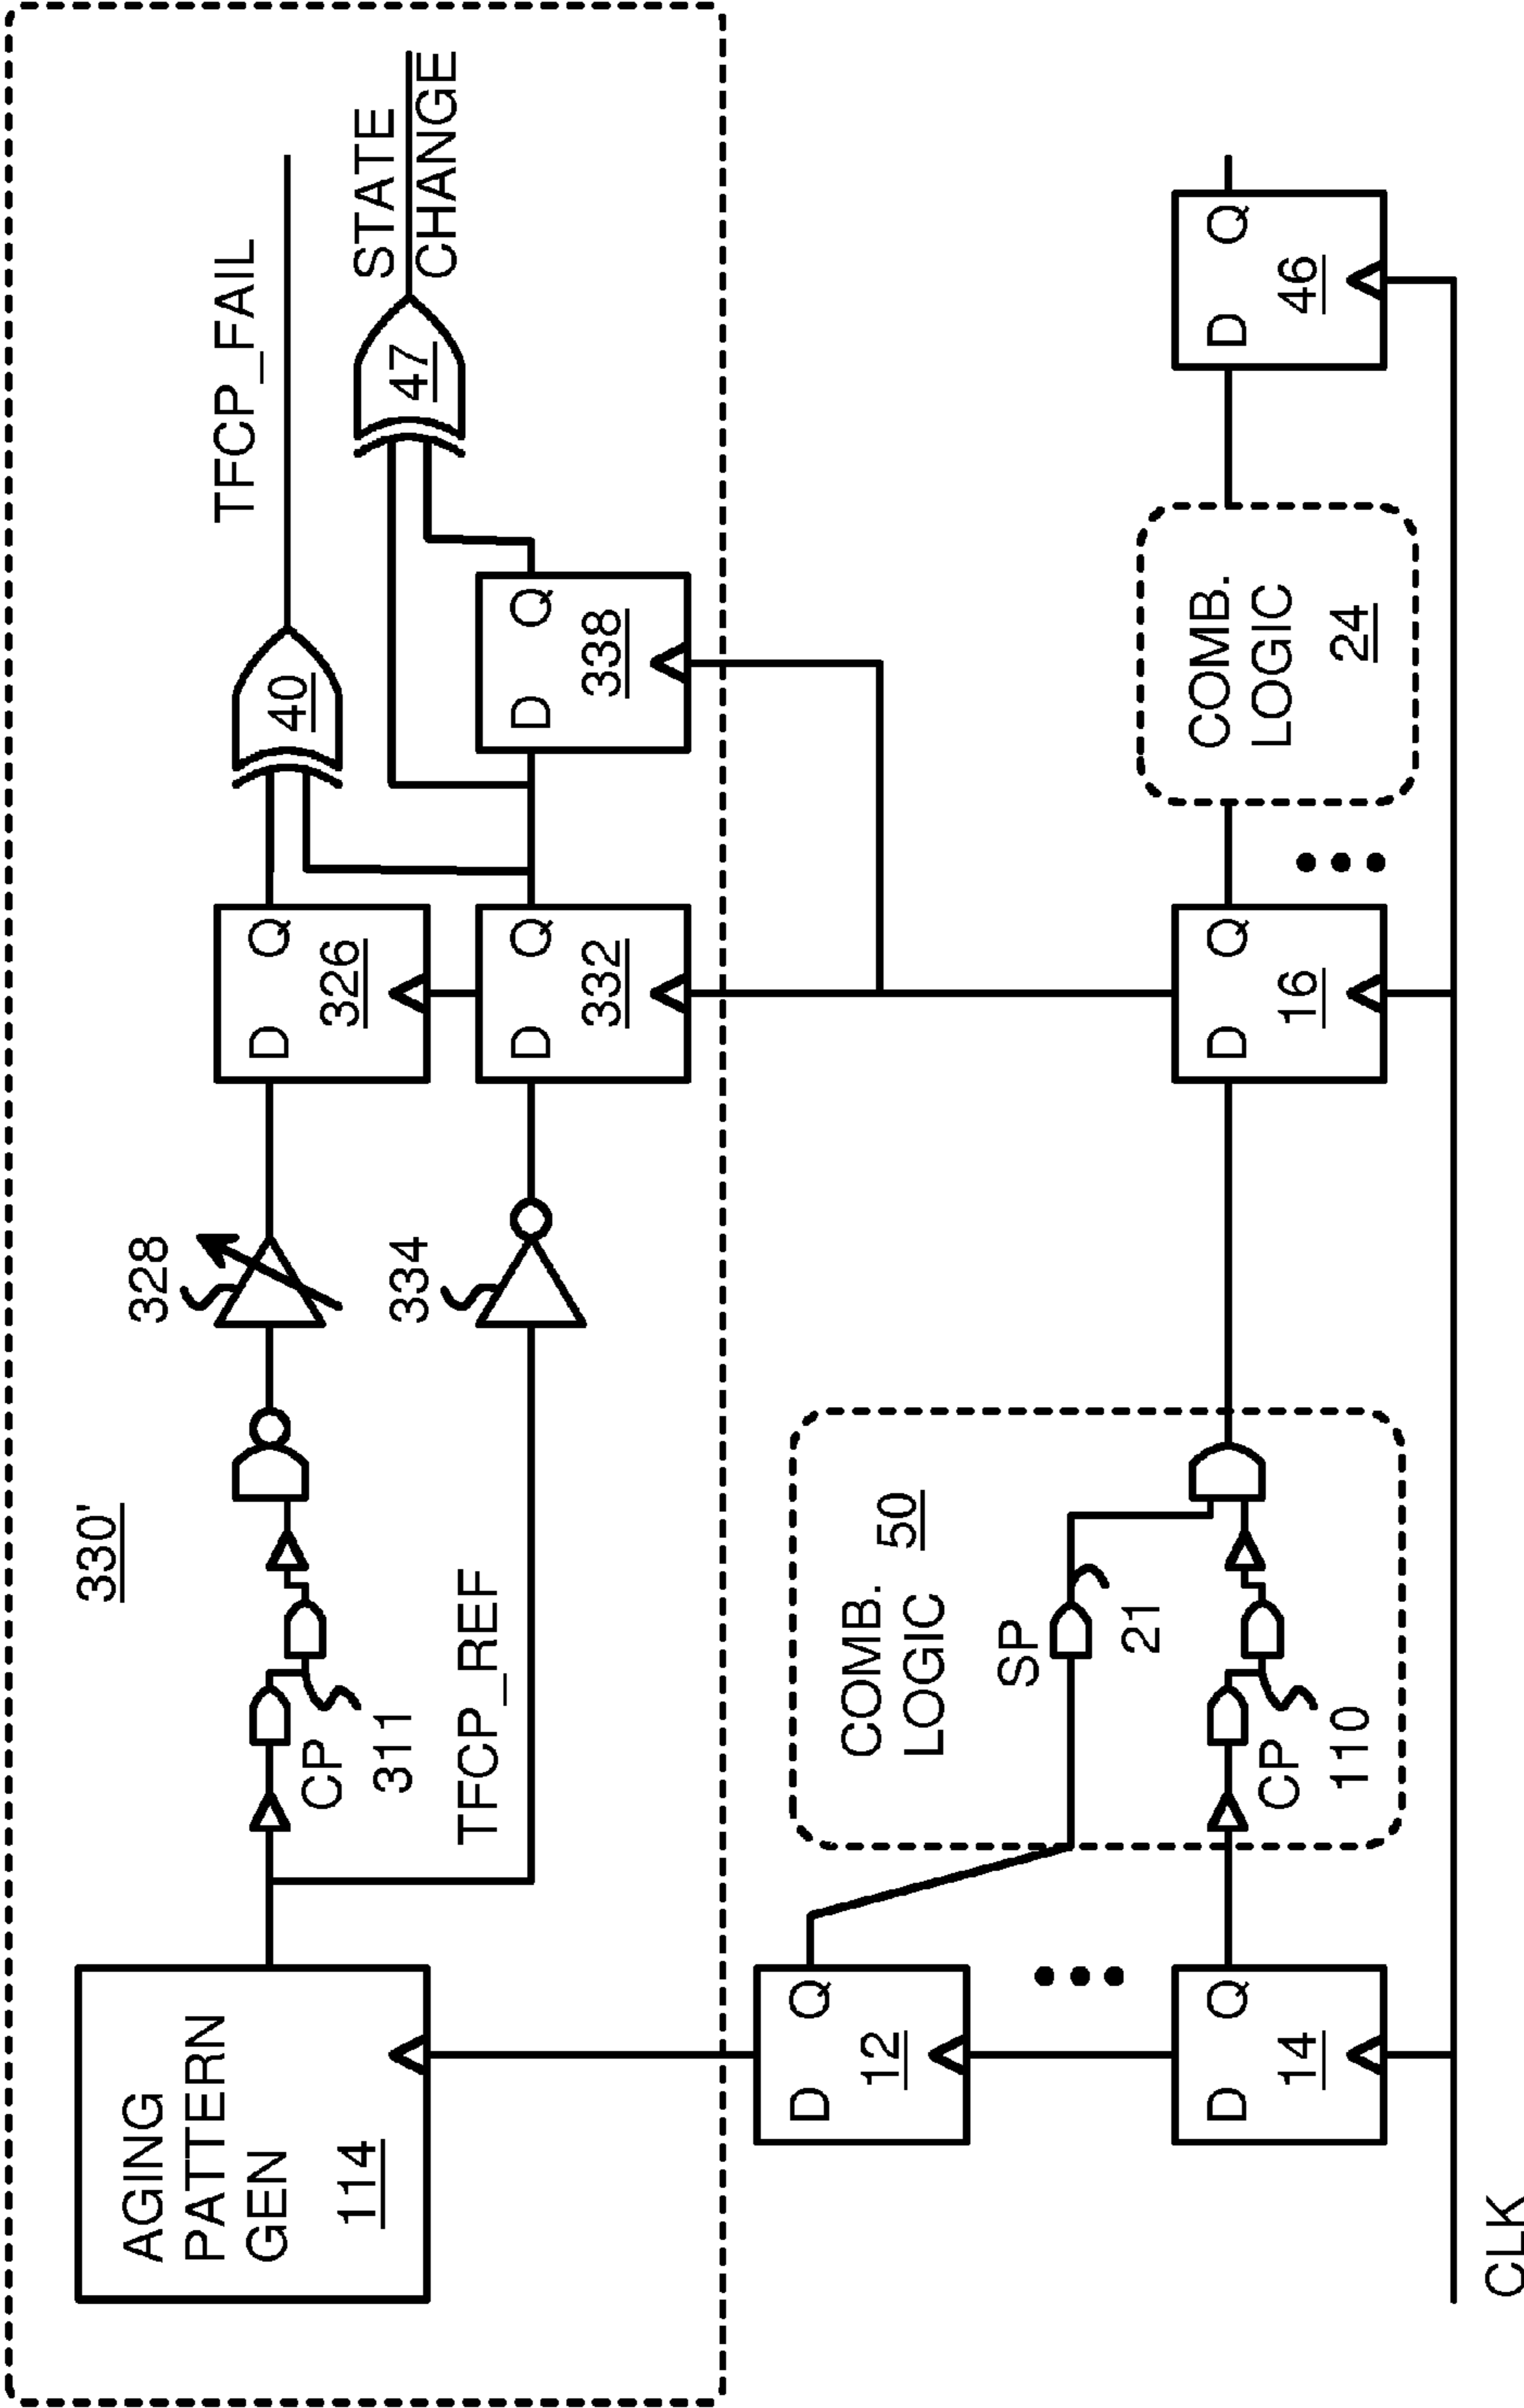 AGING
PATTERN
GEN
114
330'
CP
311
TFCP_REF
328
334
D Q
326
D Q
332
40
TFCP_FAIL
D Q
338
47
STATE
CHANGE
D Q
12
D Q
14
COMB.
LOGIC
50
SP
21
CP
110
D Q
16
COMB.
LOGIC
24
D Q
46
CLK